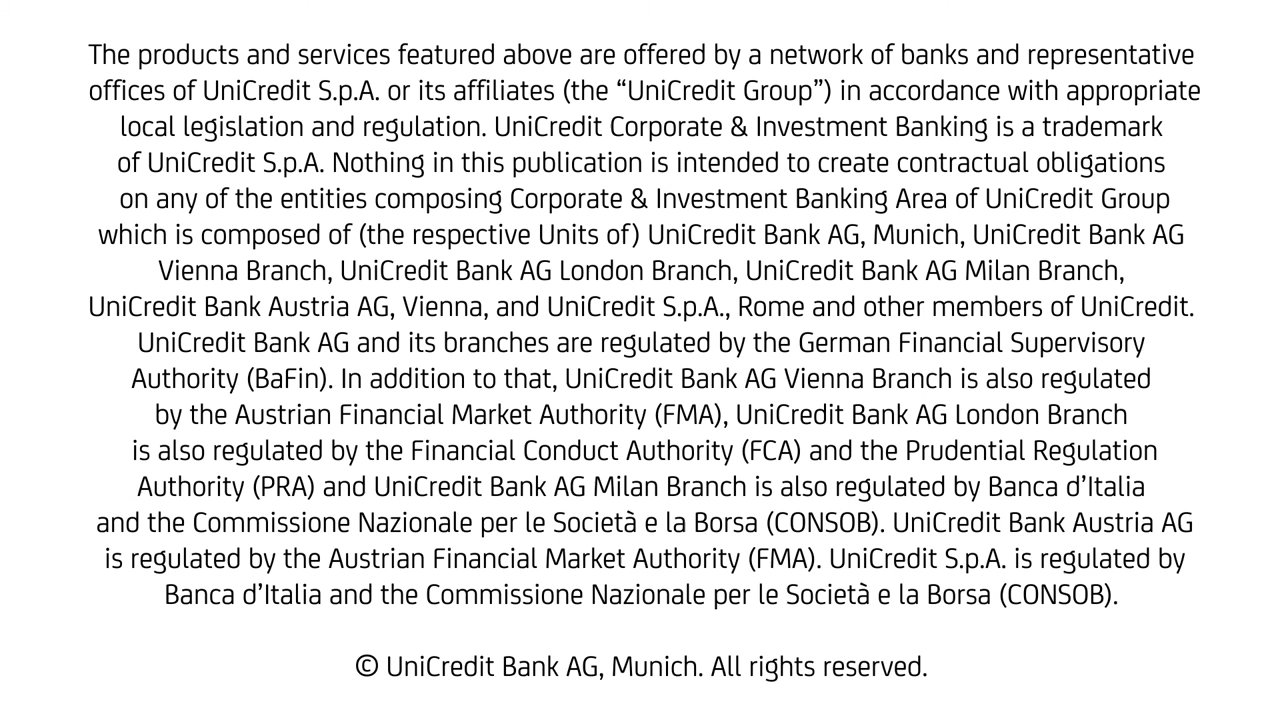 The products and services featured above are offered by a network of banks and representative
offices of UniCredit S.p.A. or its affiliates (the “UniCredit Group”) in accordance with appropriate
local legislation and regulation. UniCredit Corporate & Investment Banking is a trademark
of UniCredit S.p.A. Nothing in this publication is intended to create contractual obligations
on any of the entities composing Corporate & Investment Banking Area of UniCredit Group
which is composed of (the respective Units of) UniCredit Bank AG, Munich, UniCredit Bank AG
Vienna Branch, UniCredit Bank AG London Branch, UniCredit Bank AG Milan Branch,
UniCredit Bank Austria AG, Vienna, and UniCredit S.p.A., Rome and other members of UniCredit.
UniCredit Bank AG and its branches are regulated by the German Financial Supervisory
Authority (BaFin). In addition to that, UniCredit Bank AG Vienna Branch is also regulated
by the Austrian Financial Market Authority (FMA), UniCredit Bank AG London Branch
is also regulated by the Financial Conduct Authority (FCA) and the Prudential Regulation
Authority (PRA) and UniCredit Bank AG Milan Branch is also regulated by Banca d’Italia
and the Commissione Nazionale per le Società e la Borsa (CONSOB). UniCredit Bank Austria AG
is regulated by the Austrian Financial Market Authority (FMA). UniCredit S.p.A. is regulated by
Banca d’Italia and the Commissione Nazionale per le Società e la Borsa (CONSOB).
© UniCredit Bank AG, Munich. All rights reserved.